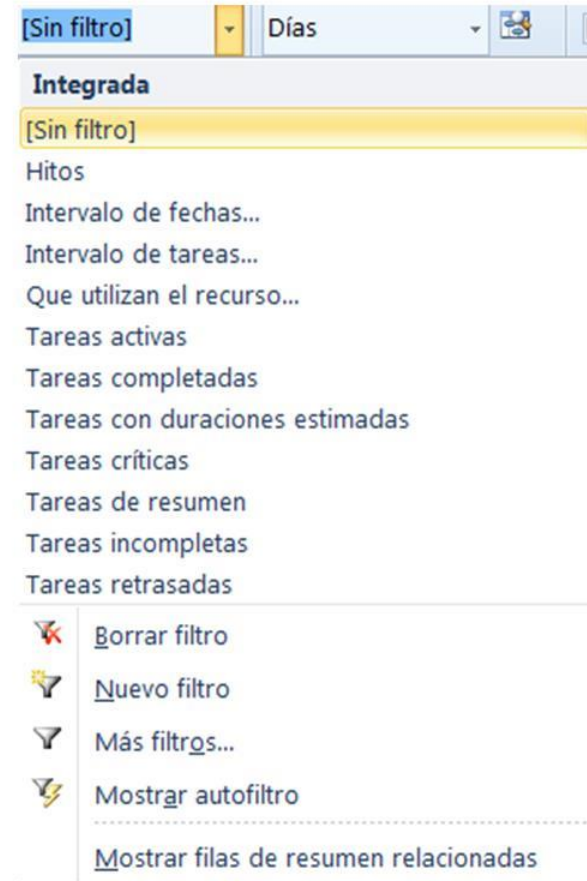 [Sin filtro] Días
Integrada
[Sin filtro]
Hitos
Intervalo de fechas...
Intervalo de tareas...
Que utilizan el recurso...
Tareas activas
Tareas completadas
Tareas con duraciones estimadas
Tareas críticas
Tareas de resumen
Tareas incompletas
Tareas retrasadas
Borrar filtro
Nuevo filtro
Más filtros...
Mostrar autofiltro
Mostrar filas de resumen relacionadas